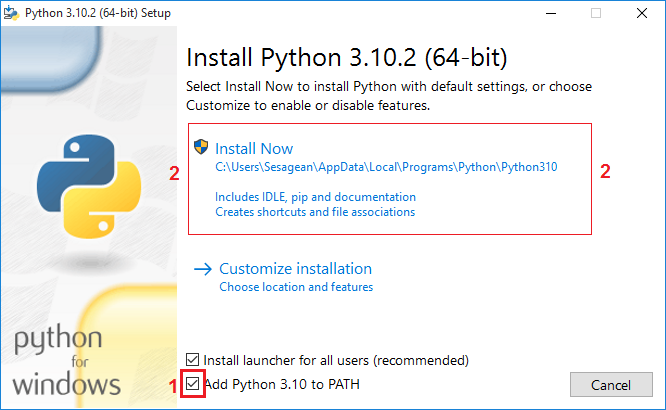 Python 3.10.2 (64-bit) Setup
Install Python 3.10.2 (64-bit)
Select Install Now to install Python with default settings, or choose
Customize to enable or disable features.
Install Now
C:\Users\Sesagean\AppData\Local\Programs\Python\Python310
2
2
Includes IDLE, pip and documentation
Creates shortcuts and file associations
Customize installation
Choose location and features
python
for
windows
Install launcher for all users (recommended)
1
Add Python 3.10 to PATH
Cancel